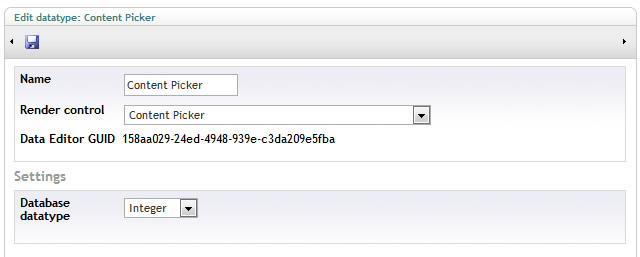 Edit datatype: Content Picker
Name Content Picker
Render control Content Picker
Data Editor GUID 158aa029-24ed-4948-939e-c3da209e5fba
Settings
Database
datatype Integer